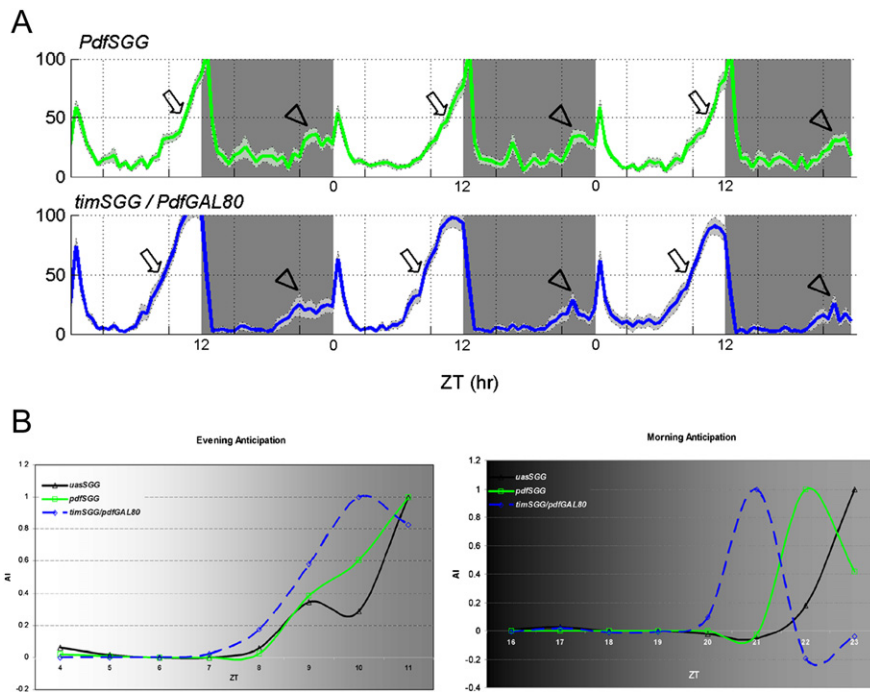 A
PdfSGG
100
50
0
0
12
0
12
timSGG / PdfGAL80
100
50
0
12
0
12
0
12
ZT (hr)
B
Evening Anticipation
1.2
1
0.8
0.6
0.4
0.2
0
-0.2
AI
uasSGG
pdfSGG
timSGG/pdfGAL80
4 5 6 7 8 9 10 11
ZT
Morning Anticipation
1.2
1
0.8
0.6
0.4
0.2
0
-0.2
-0.4
AI
uasSGG
pdfSGG
timSGG/pdfGAL80
16 17 18 19 20 21 22 23
ZT